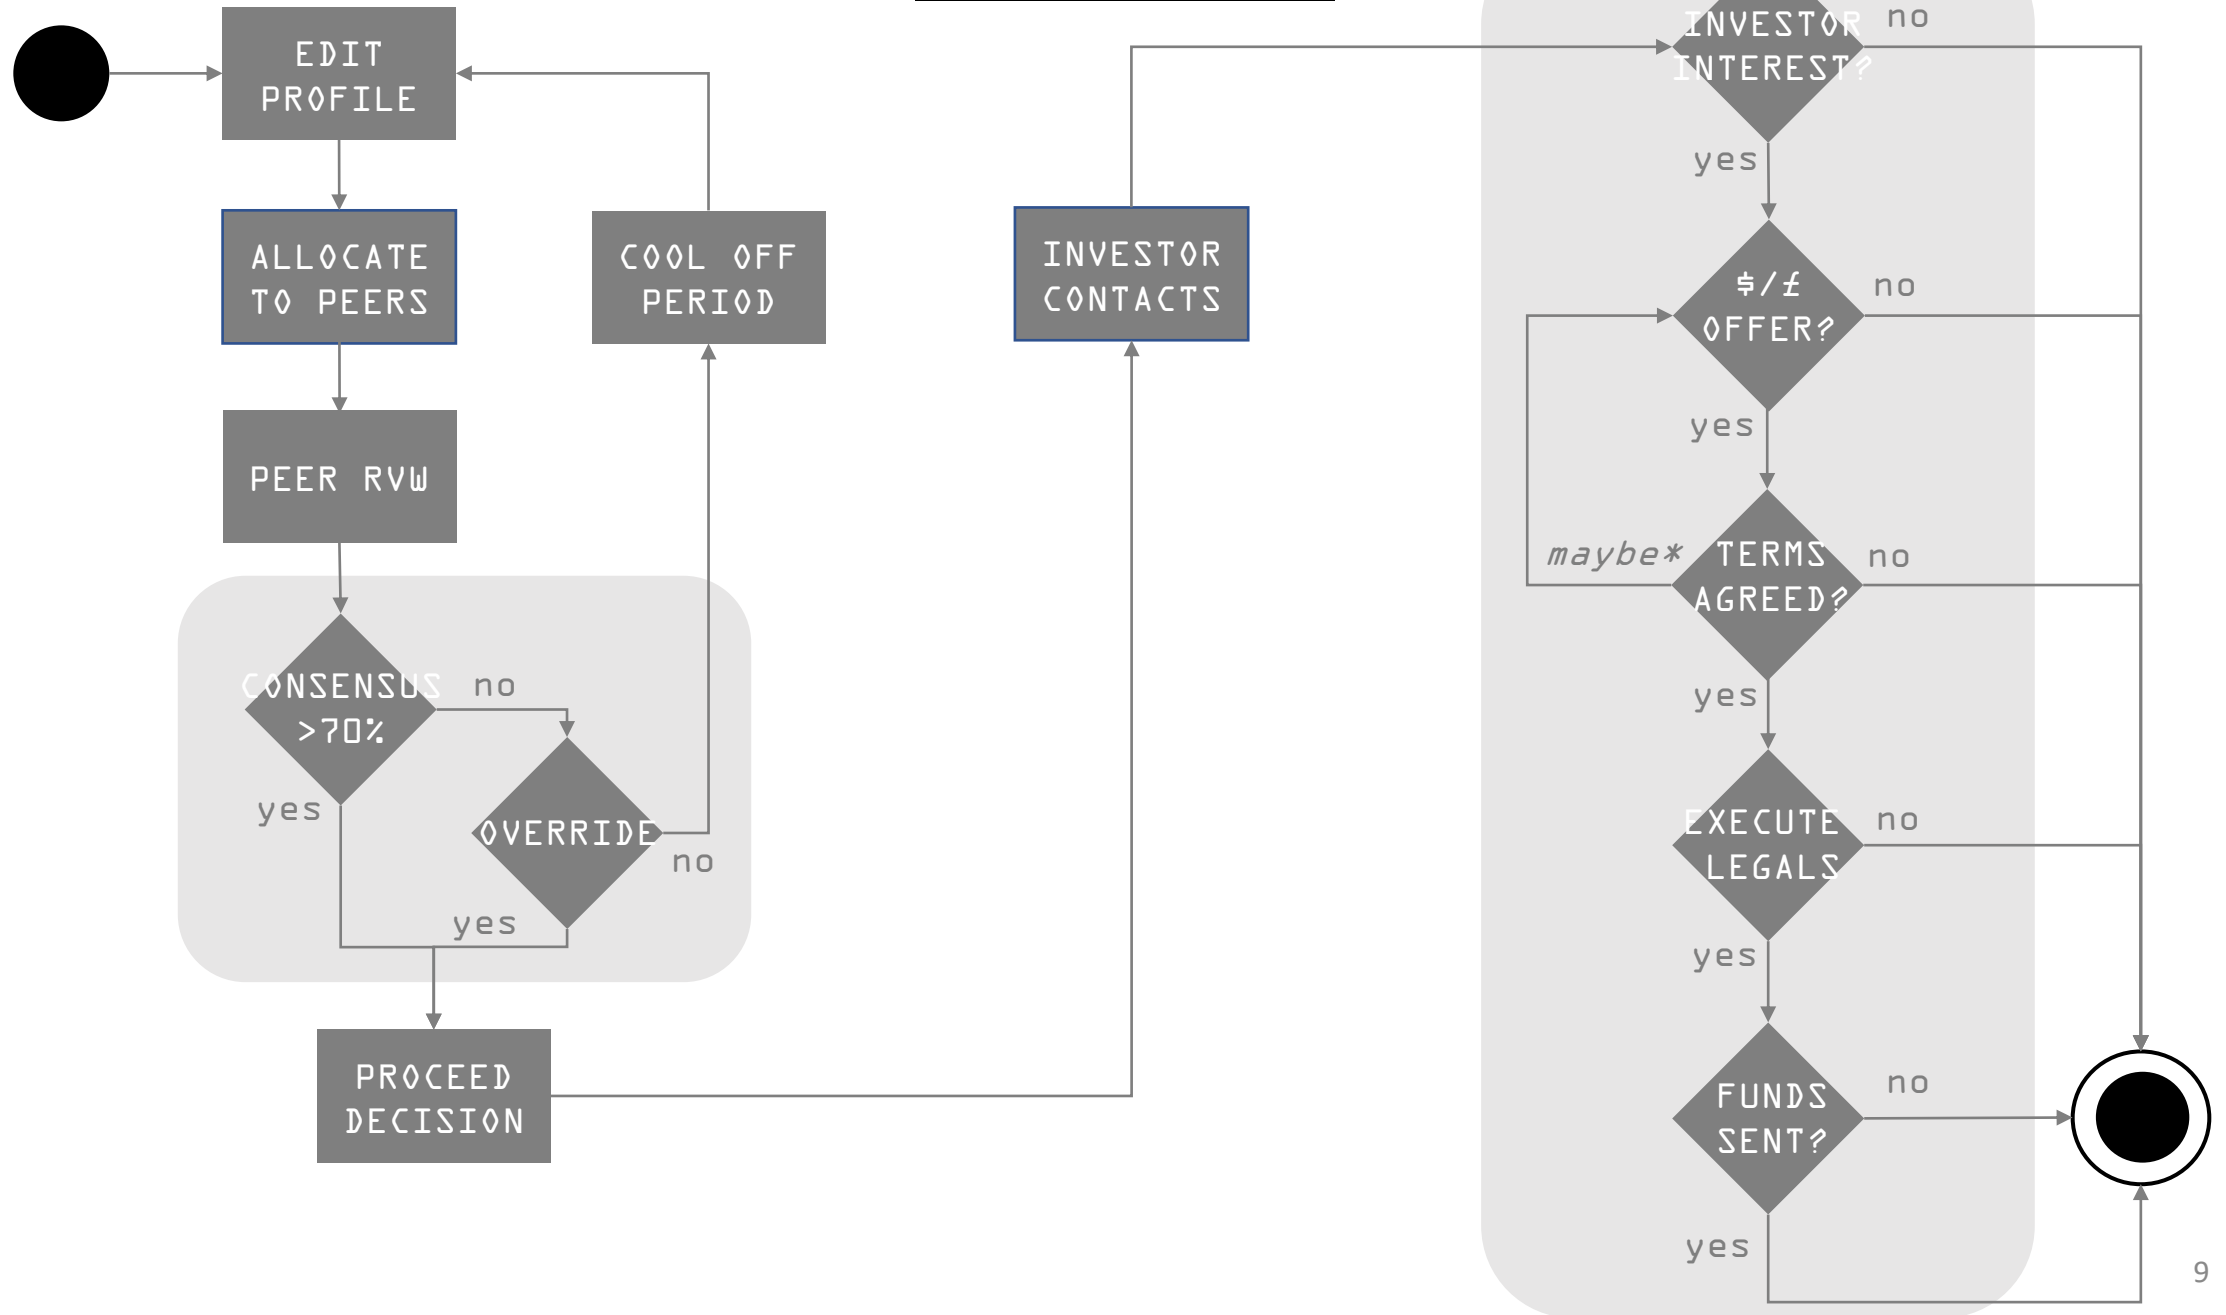 EDIT
PROFILE
ALLOCATE
TO PEERS
PEER RVW
CONSENSUS
>70%
no
yes
OVERRIDE
no
yes
PROCEED
DECISION
COOL OFF
PERIOD
INVESTOR
CONTACTS
INVESTOR
INTEREST?
no
yes
$/£
OFFER?
no
yes
maybe*
TERMS
AGREED?
no
yes
EXECUTE
LEGALS
no
yes
FUNDS
SENT?
no
yes
9